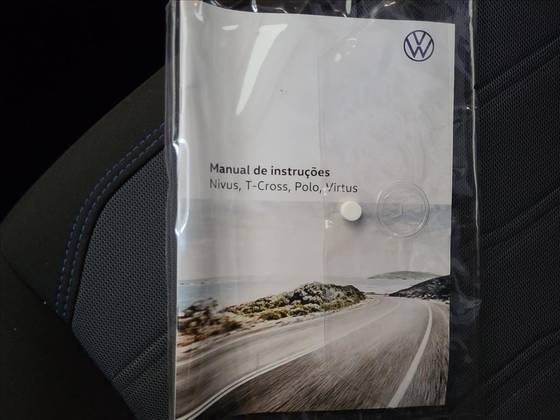 Manual de instruções
Nivus, T-Cross, Polo, Virtus